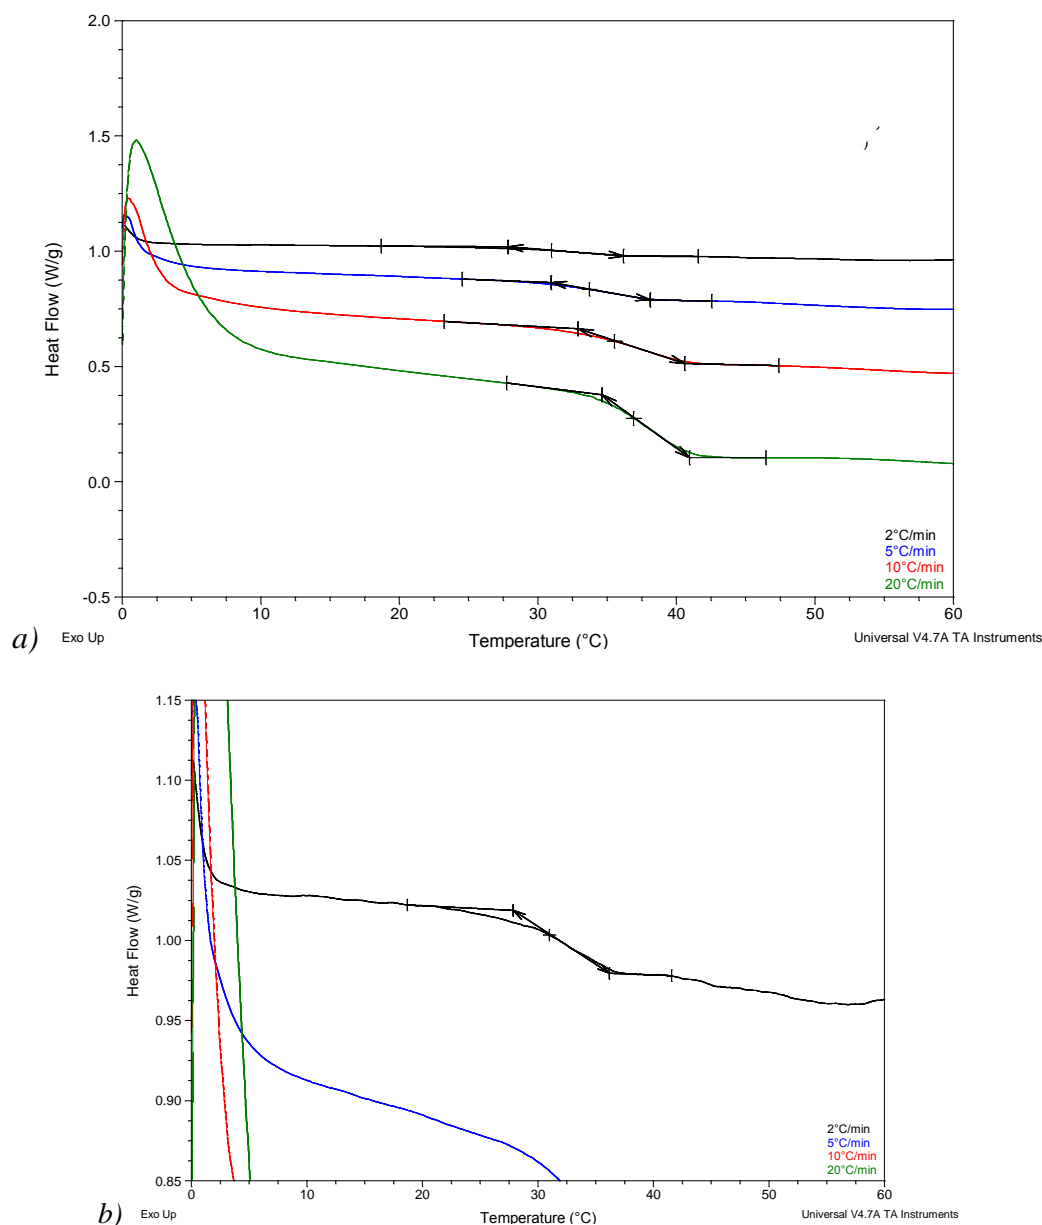 2.0
1.5
1.0
0.5
0.0
-0.5
Heat Flow (W/g)
2°C/min
5°C/min
10°C/min
20°C/min
0 10 20 30 40 50 60
a) Exo Up Temperature (°C) Universal V4.7A TA Instruments
1.15
1.10
1.05
1.00
0.95
0.90
0.85
Heat Flow (W/g)
2°C/min
5°C/min
10°C/min
20°C/min
0 10 20 30 40 50 60
b) Exo Up Temperature (°C) Universal V4.7A TA Instruments